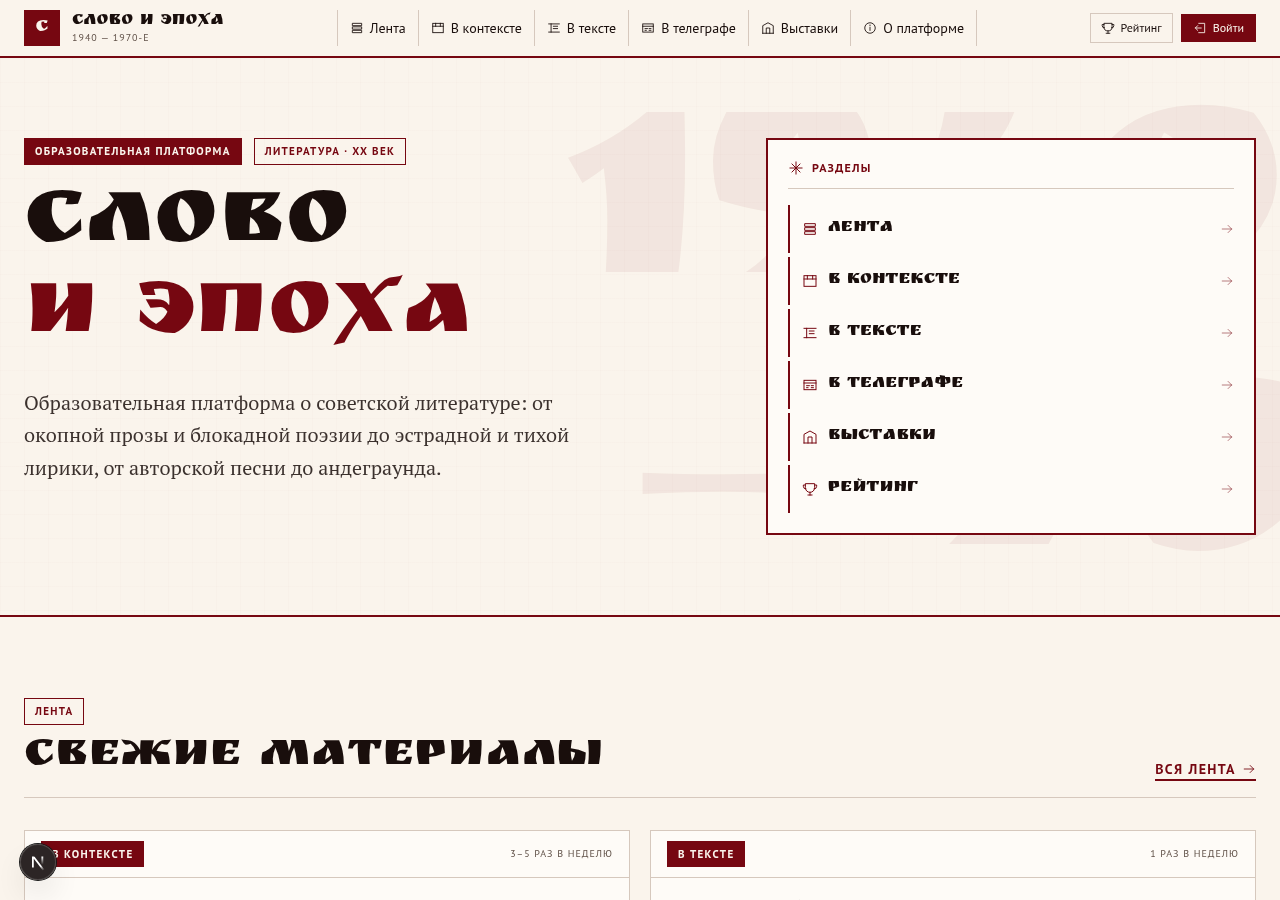 С
СЛОВО И ЭПОХА
1940 — 1970-Е
Лента
В контексте
В тексте
В телеграфе
Выставки
О платформе
Рейтинг
Войти
ОБРАЗОВАТЕЛЬНАЯ ПЛАТФОРМА
ЛИТЕРАТУРА · XX ВЕК
СЛОВО
И ЭПОХА
Образовательная платформа о советской литературе: от
окопной прозы и блокадной поэзии до эстрадной и тихой
лирики, от авторской песни до андеграунда.
РАЗДЕЛЫ
ЛЕНТА →
В КОНТЕКСТЕ →
В ТЕКСТЕ →
В ТЕЛЕГРАФЕ →
ВЫСТАВКИ →
РЕЙТИНГ →
ЛЕНТА
СВЕЖИЕ МАТЕРИАЛЫ
ВСЯ ЛЕНТА →
В КОНТЕКСТЕ
3–5 РАЗ В НЕДЕЛЮ
В ТЕКСТЕ
1 РАЗ В НЕДЕЛЮ
N